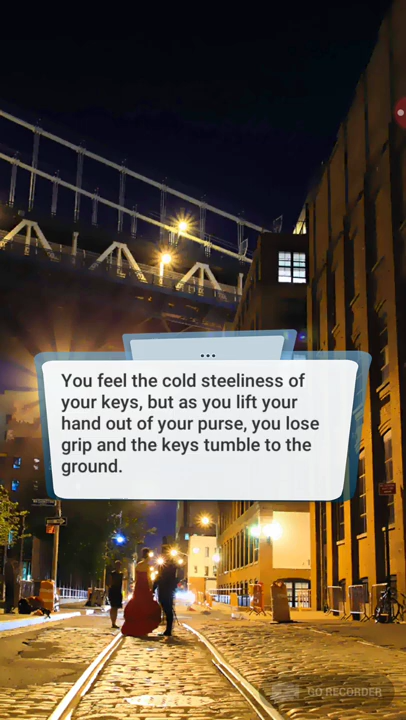 ...
You feel the cold steeliness of
your keys, but as you lift your
hand out of your purse, you lose
grip and the keys tumble to the
ground.
GO RECORDER